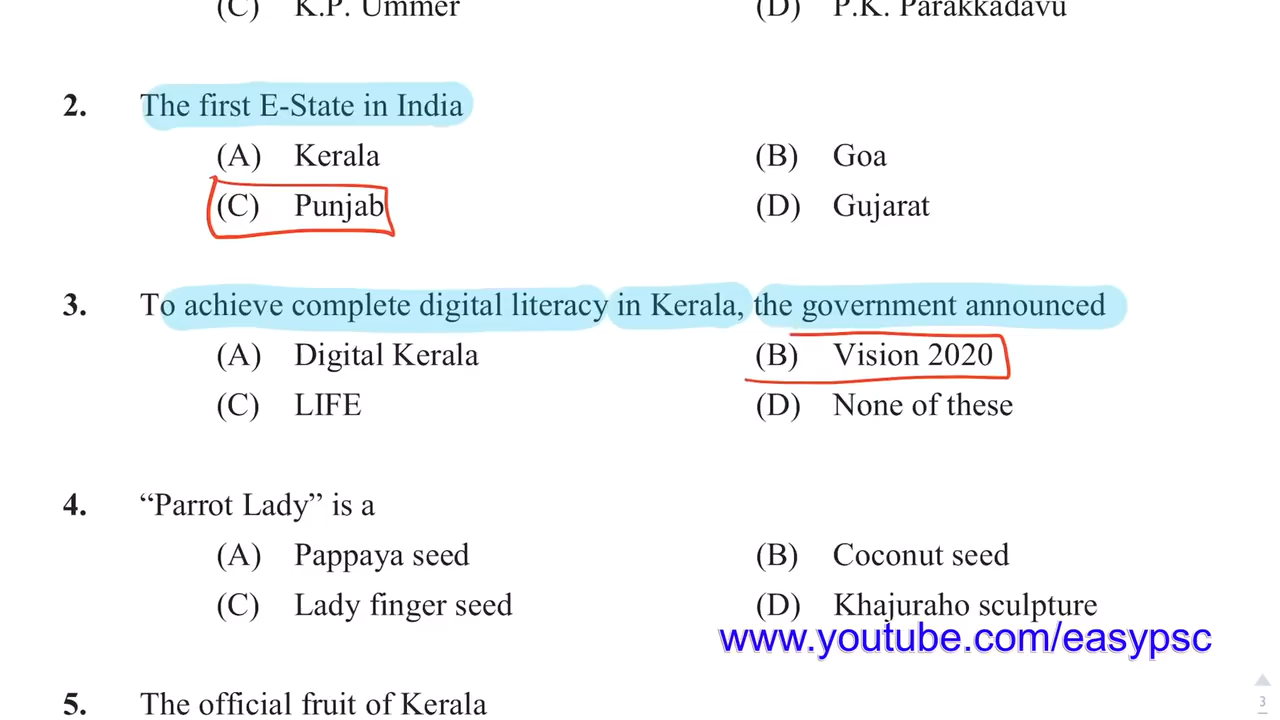 (C) K.P. Ummer (D) P.K. Parakkadavu
2. The first E-State in India
(A) Kerala (B) Goa
(C) Punjab (D) Gujarat
3. To achieve complete digital literacy in Kerala, the government announced
(A) Digital Kerala (B) Vision 2020
(C) LIFE (D) None of these
4. “Parrot Lady” is a
(A) Pappaya seed (B) Coconut seed
(C) Lady finger seed (D) Khajuraho sculpture
www.youtube.com/easypsc
5. The official fruit of Kerala
3